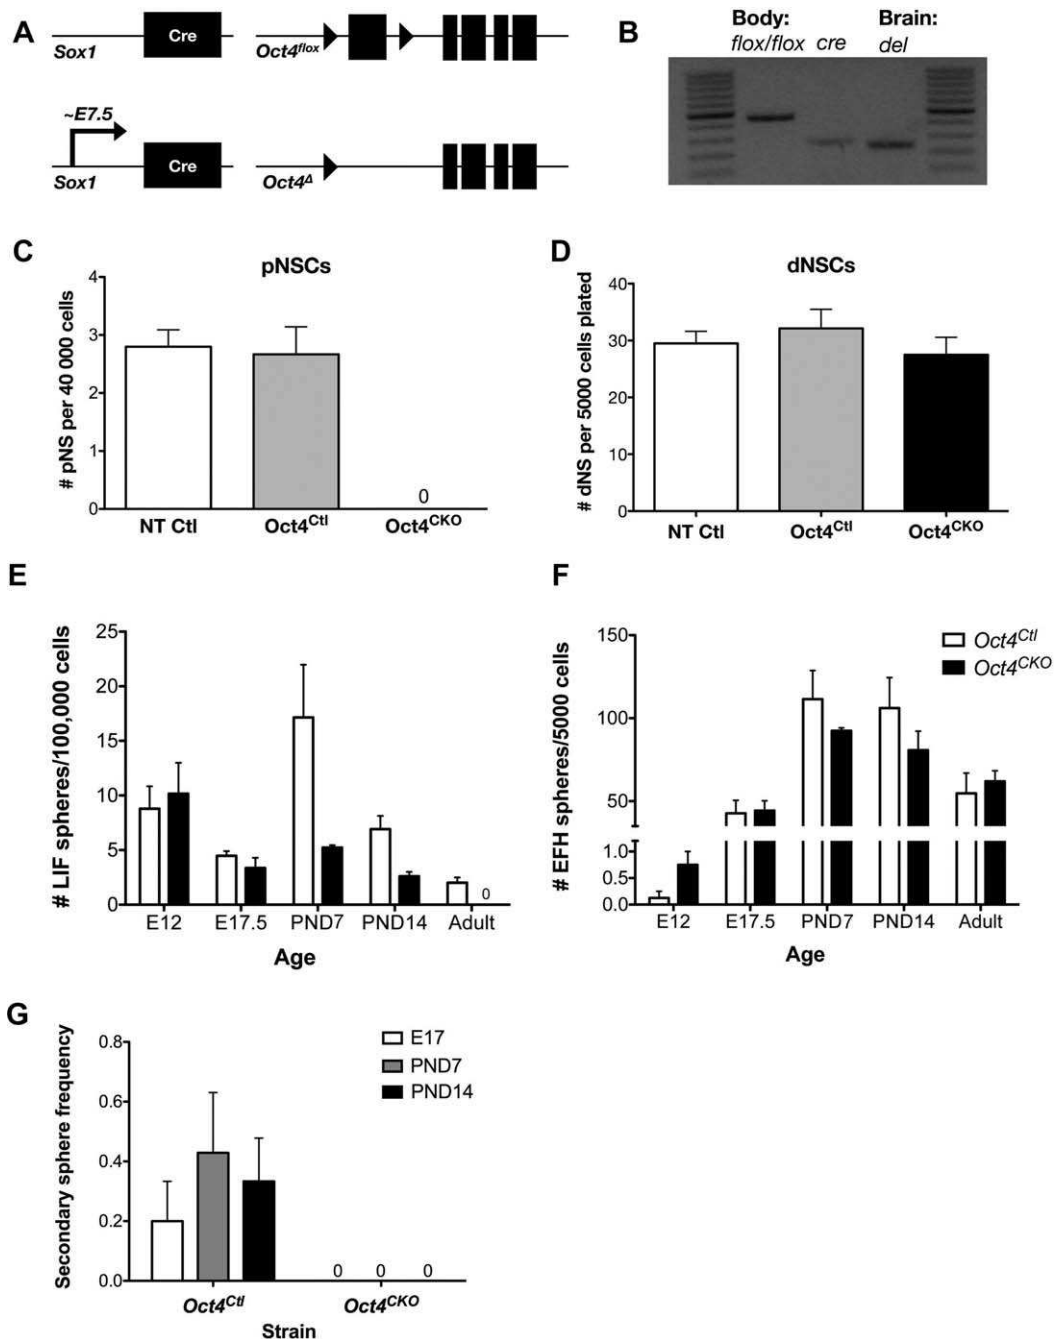 A
Sox1
Cre
Oct4flox
~E7.5
Sox1
Cre
Oct4Δ
B
Body:
Brain:
flox/flox
cre
del
C
pNSCs
# pNS per 40 000 cells
4
3
2
1
0
0
NT Ctl
Oct4Ctl
Oct4CKO
D
dNSCs
# dNS per 5000 cells plated
40
30
20
10
0
NT Ctl
Oct4Ctl
Oct4CKO
E
# LIF spheres/100,000 cells
25
20
15
10
5
0
0
E12
E17.5
PND7
PND14
Adult
Age
F
# EFH spheres/5000 cells
150
100
50
1.0
0.5
0.0
Oct4Ctl
Oct4CKO
E12
E17.5
PND7
PND14
Adult
Age
G
Secondary sphere frequency
0.8
0.6
0.4
0.2
0.0
E17
PND7
PND14
0 0 0
Oct4Ctl
Oct4CKO
Strain